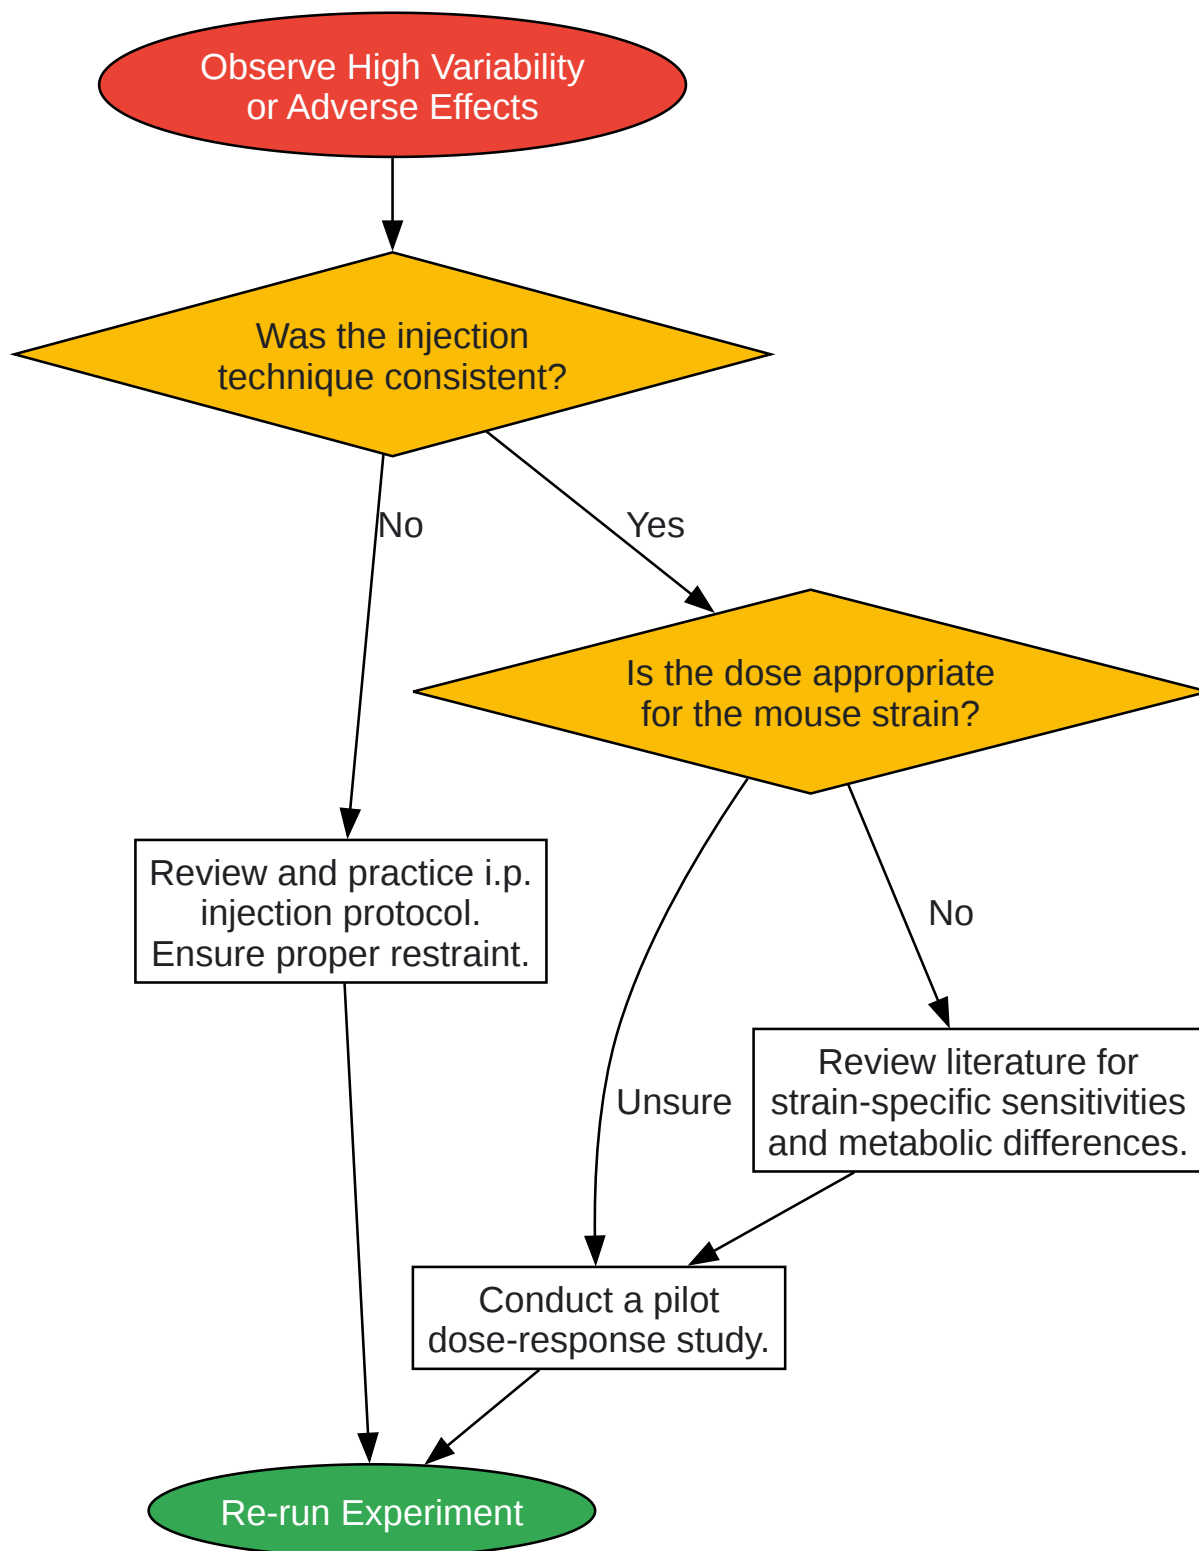 Observe High Variability
or Adverse Effects
Was the injection
technique consistent?
No
Yes
Is the dose appropriate
for the mouse strain?
Review and practice i.p.
injection protocol.
Ensure proper restraint.
No
Review literature for
strain-specific sensitivities
and metabolic differences.
Unsure
Conduct a pilot
dose-response study.
Re-run Experiment